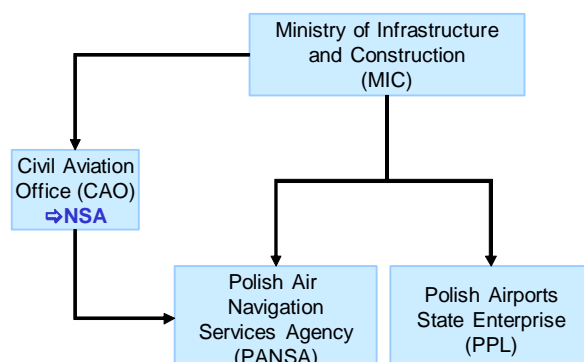 Ministry of Infrastructure
and Construction
(MIC)
Civil Aviation
Office (CAO)
⇨NSA
Polish Air
Navigation
Services Agency
(PANSA)
Polish Airports
State Enterprise
(PPL)